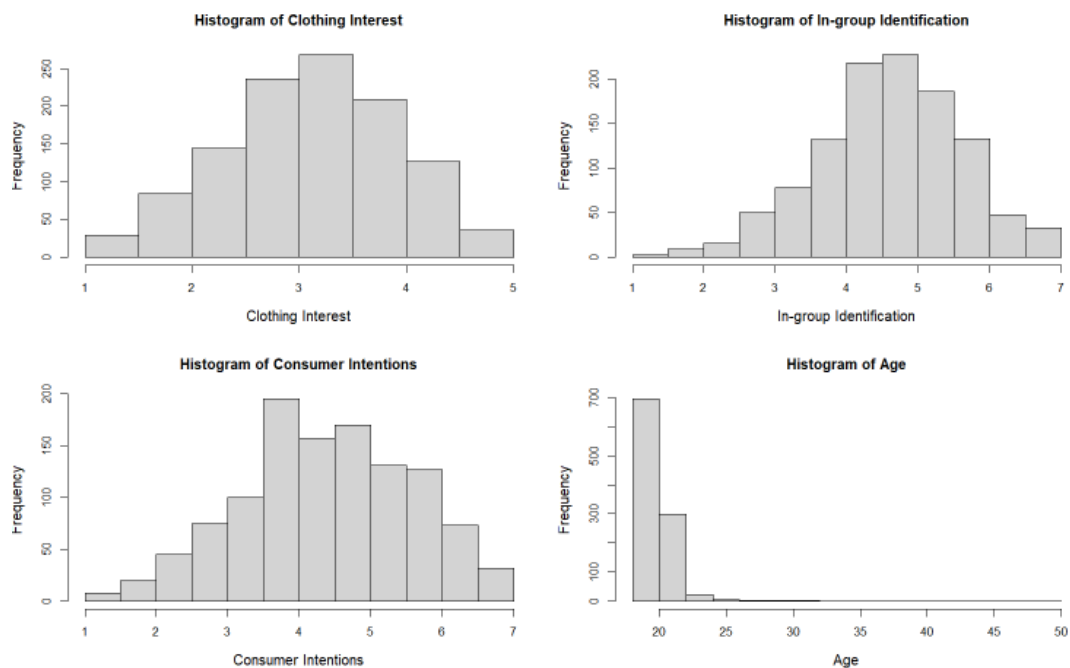 Histogram of Clothing Interest
Frequency
250
200
150
100
50
0
1 2 3 4 5
Clothing Interest
Histogram of In-group Identification
Frequency
200
150
100
50
0
1 2 3 4 5 6 7
In-group Identification
Histogram of Consumer Intentions
Frequency
200
150
100
50
0
1 2 3 4 5 6 7
Consumer Intentions
Histogram of Age
Frequency
700
500
300
100
0
20 25 30 35 40 45 50
Age